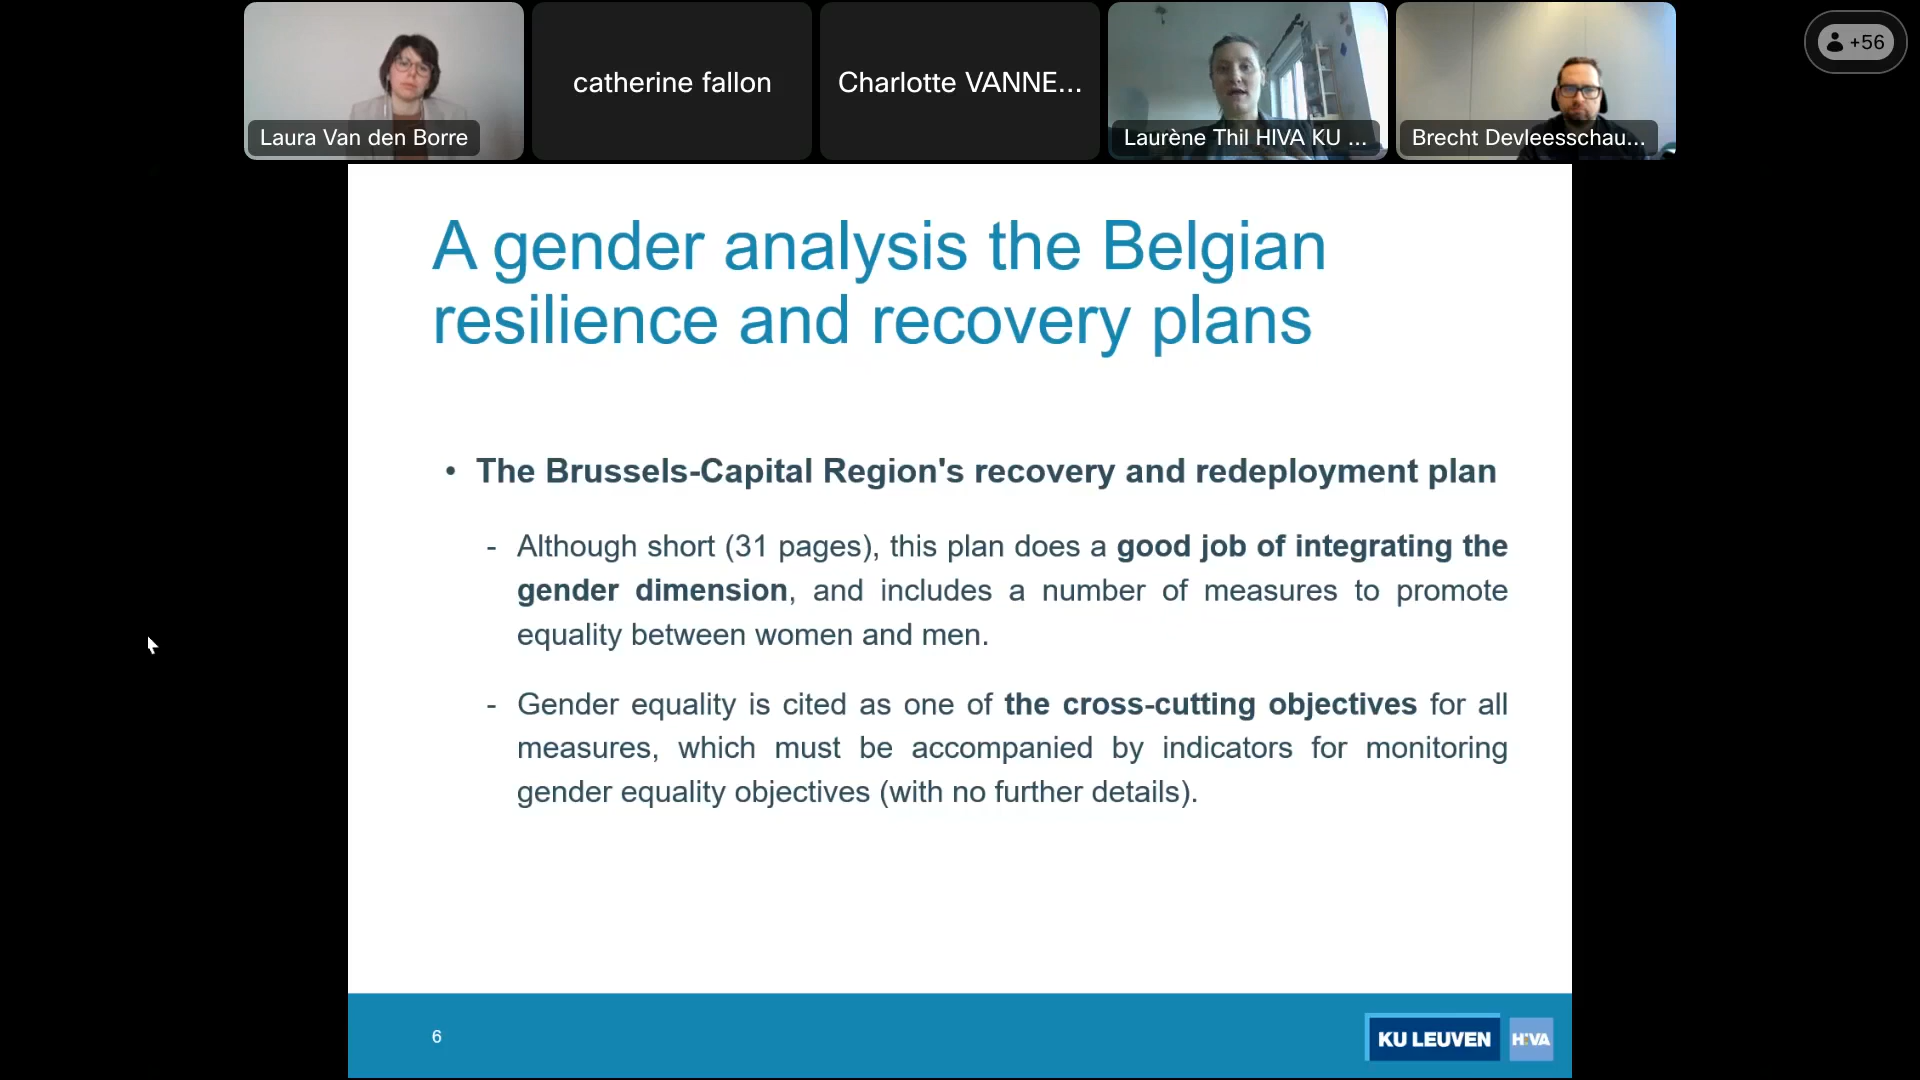 catherine fallon
Charlotte VANNE...
+56
Laura Van den Borre
Laurène Thil HIVA KU ...
Brecht Devleesschau...
A gender analysis the Belgian
resilience and recovery plans
• The Brussels-Capital Region's recovery and redeployment plan
- Although short (31 pages), this plan does a good job of integrating the
gender dimension, and includes a number of measures to promote
equality between women and men.
- Gender equality is cited as one of the cross-cutting objectives for all
measures, which must be accompanied by indicators for monitoring
gender equality objectives (with no further details).
6
KU LEUVEN
HIVA